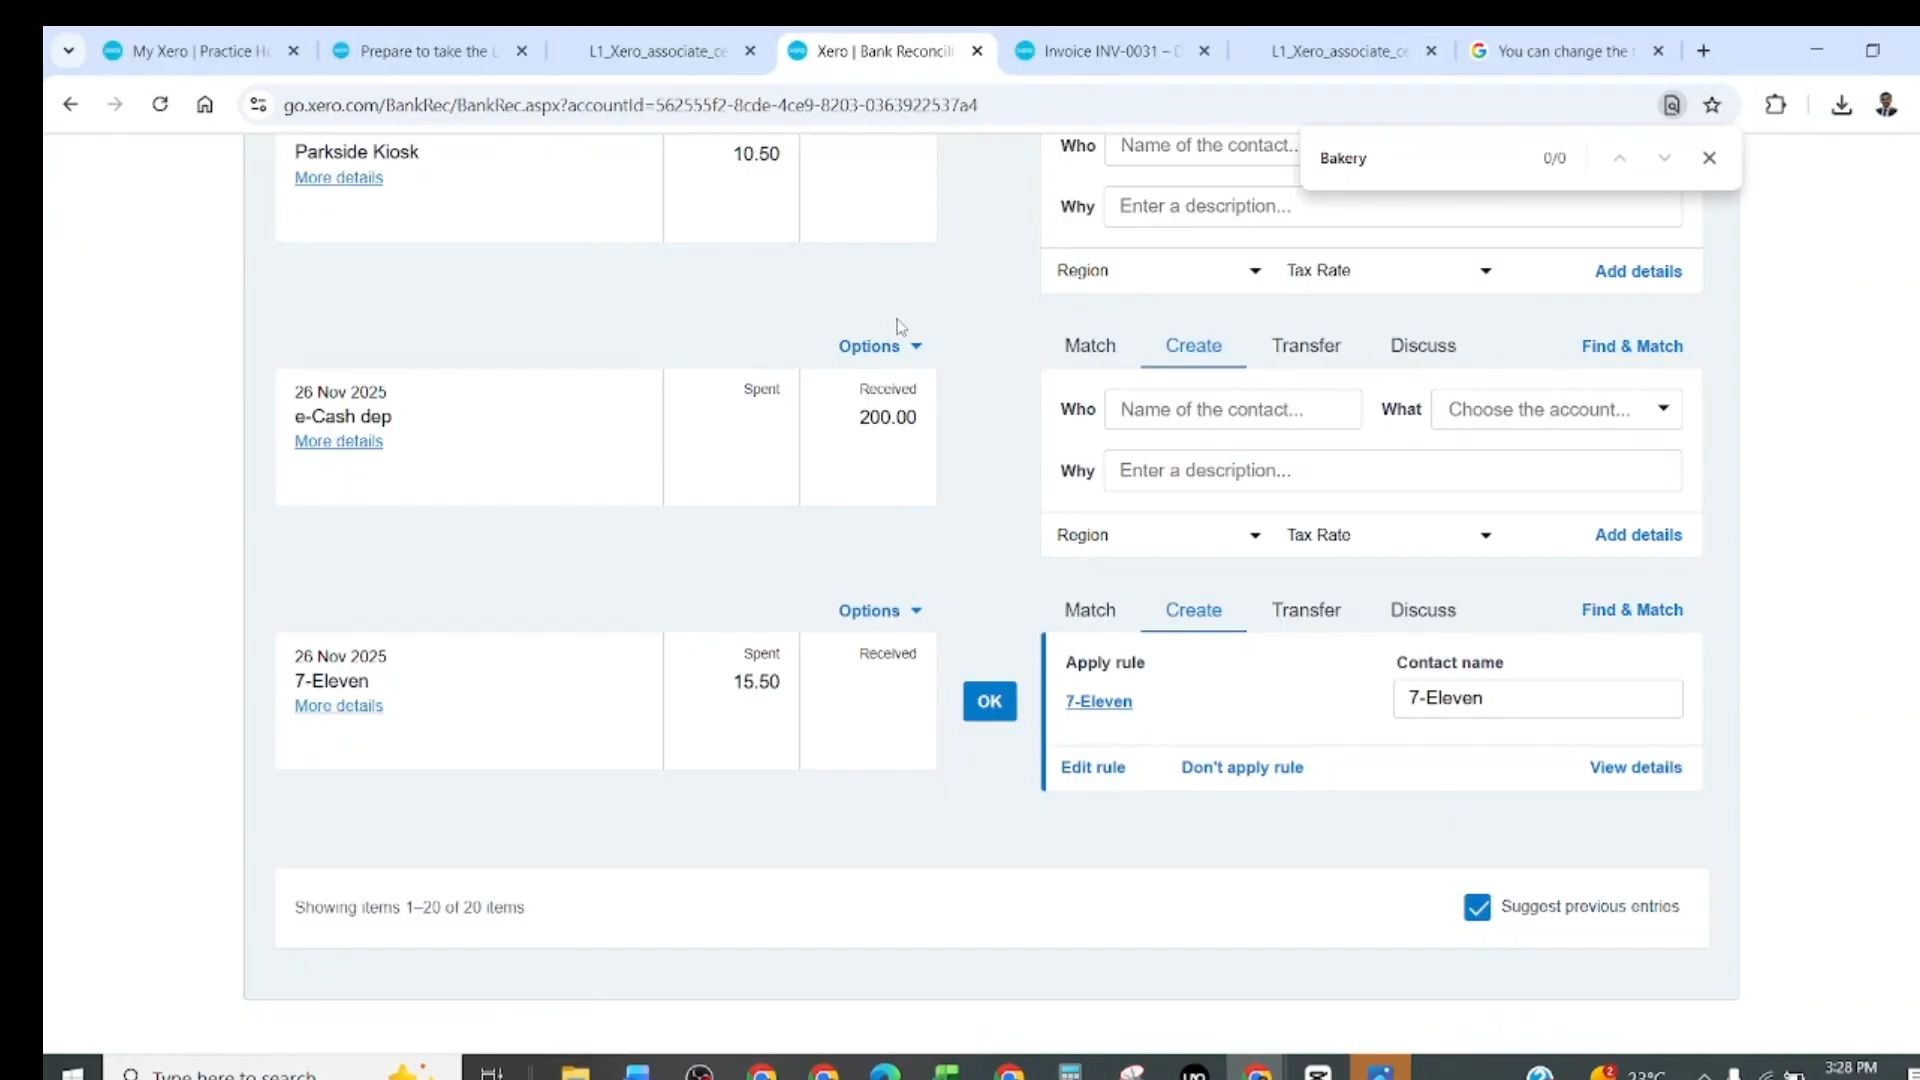 My Xero | Practice Ho
Prepare to take the L
L1_Xero_associate_ce
Xero | Bank Reconcili
Invoice INV-0031 – D
L1_Xero_associate_ce
You can change the
go.xero.com/BankRec/BankRec.aspx?accountId=562555f2-8cde-4ce9-8203-0363922537a4
Bakery 0/0
Parkside Kiosk 10.50
More details
Who Name of the contact...
Why Enter a description...
Region Tax Rate Add details
Options Match Create Transfer Discuss Find & Match
26 Nov 2025 Spent Received
e-Cash dep 200.00
More details
Who Name of the contact... What Choose the account...
Why Enter a description...
Region Tax Rate Add details
Options Match Create Transfer Discuss Find & Match
26 Nov 2025 Spent Received
7-Eleven 15.50
More details
OK
Apply rule Contact name
7-Eleven 7-Eleven
Edit rule Don't apply rule View details
Showing items 1–20 of 20 items Suggest previous entries
Type here to search
2
23°C
3:28 PM